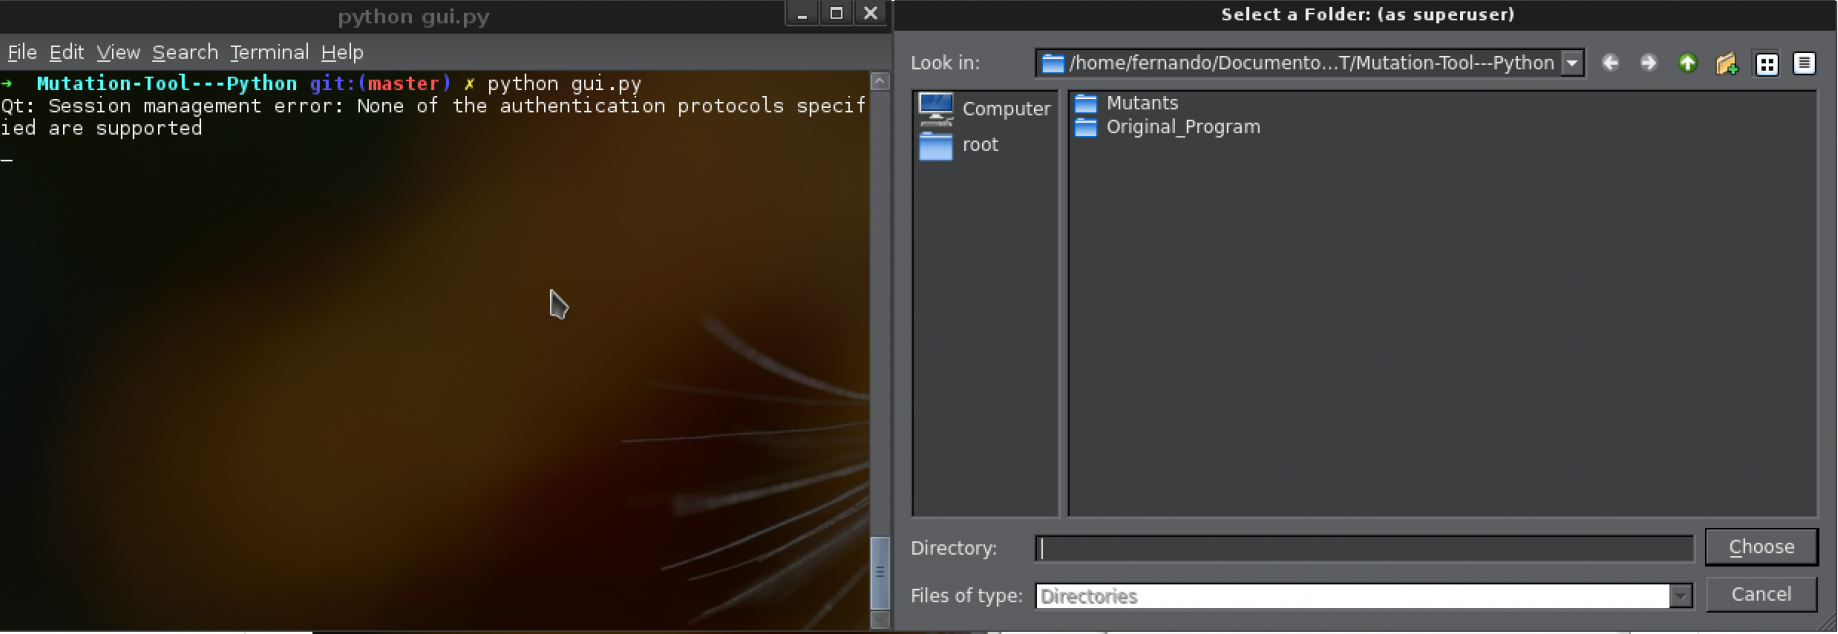 python gui.py
File Edit View Search Terminal Help
→ Mutation-Tool---Python git:(master) ✗ python gui.py
Qt: Session management error: None of the authentication protocols specif
ied are supported
Select a Folder: (as superuser)
Look in: /home/fernando/Documento...T/Mutation-Tool---Python
Computer
root
Mutants
Original_Program
Directory:
Choose
Files of type: Directories
Cancel